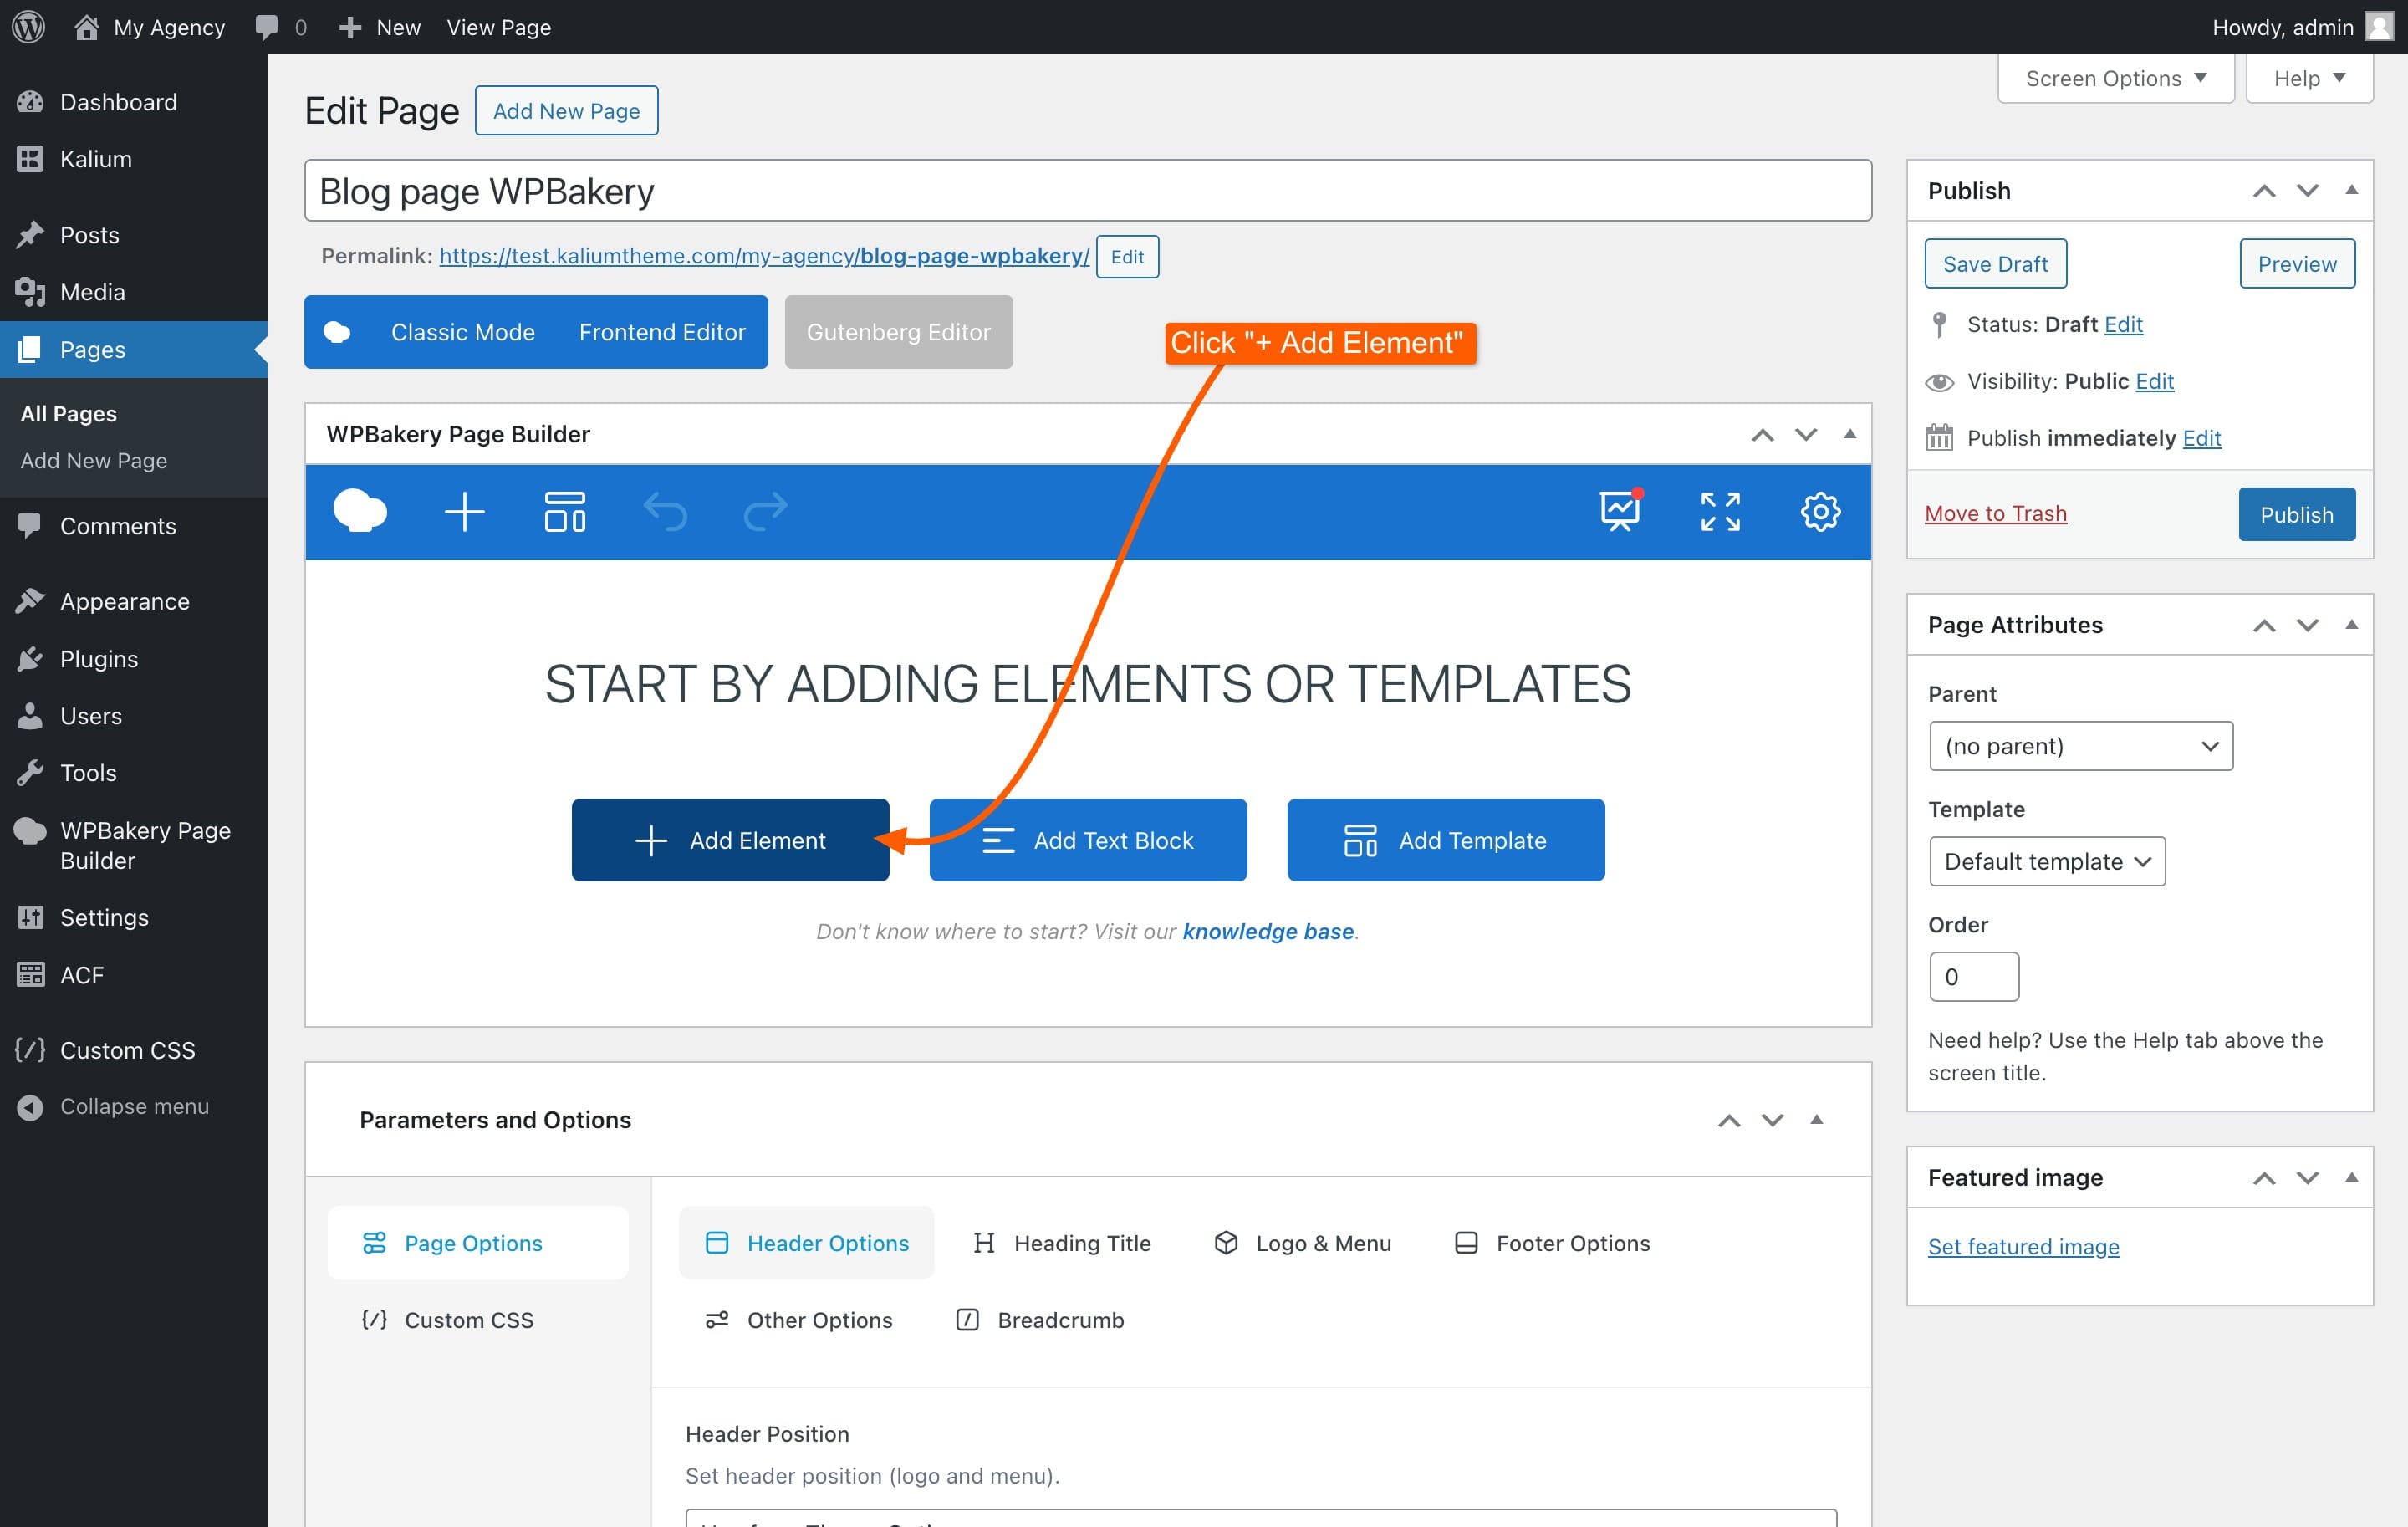 My Agency
0
New
View Page
Howdy, admin
Dashboard
Kalium
Posts
Media
Pages
All Pages
Add New Page
Comments
Appearance
Plugins
Users
Tools
WPBakery Page
Builder
Settings
ACF
Custom CSS
Collapse menu
Screen Options
Help
Edit Page
Add New Page
Blog page WPBakery
Permalink: https://test.kaliumtheme.com/my-agency/blog-page-wpbakery/ Edit
Classic Mode
Frontend Editor
Gutenberg Editor
Click "+ Add Element"
WPBakery Page Builder
START BY ADDING ELEMENTS OR TEMPLATES
Add Element
Add Text Block
Add Template
Don't know where to start? Visit our knowledge base.
Parameters and Options
Page Options
Custom CSS
Header Options
Heading Title
Logo & Menu
Footer Options
Other Options
Breadcrumb
Header Position
Set header position (logo and menu).
Publish
Save Draft
Preview
Status: Draft Edit
Visibility: Public Edit
Publish immediately Edit
Move to Trash
Publish
Page Attributes
Parent
(no parent)
Template
Default template
Order
0
Need help? Use the Help tab above the
screen title.
Featured image
Set featured image